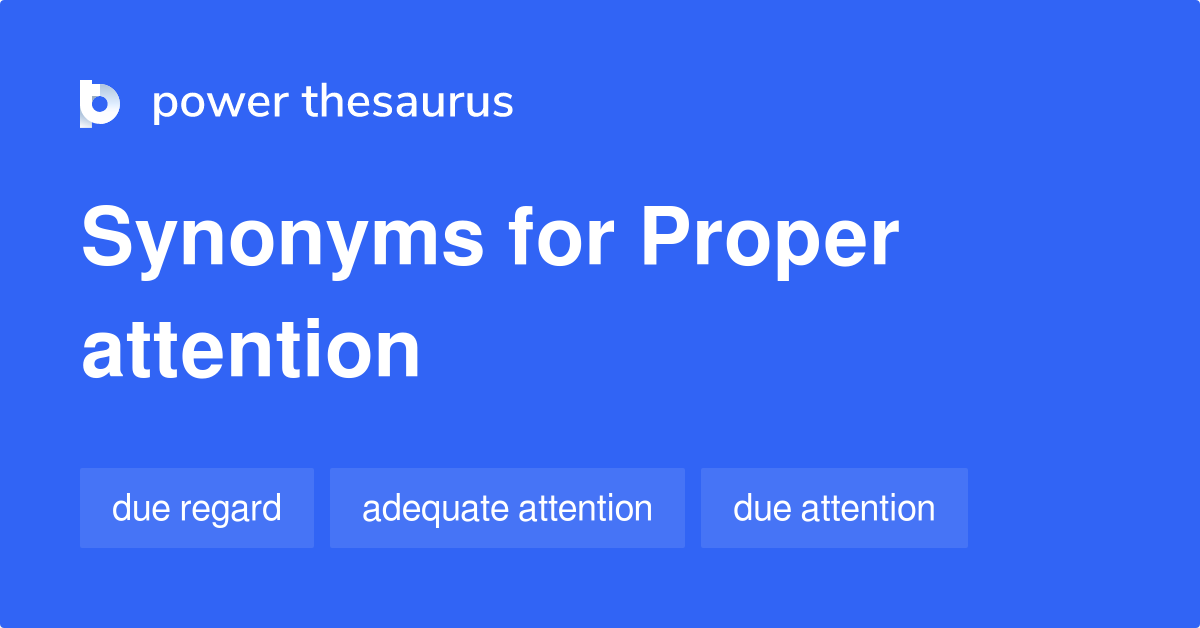 power thesaurus
Synonyms for Proper
attention
due regard adequate attention due attention